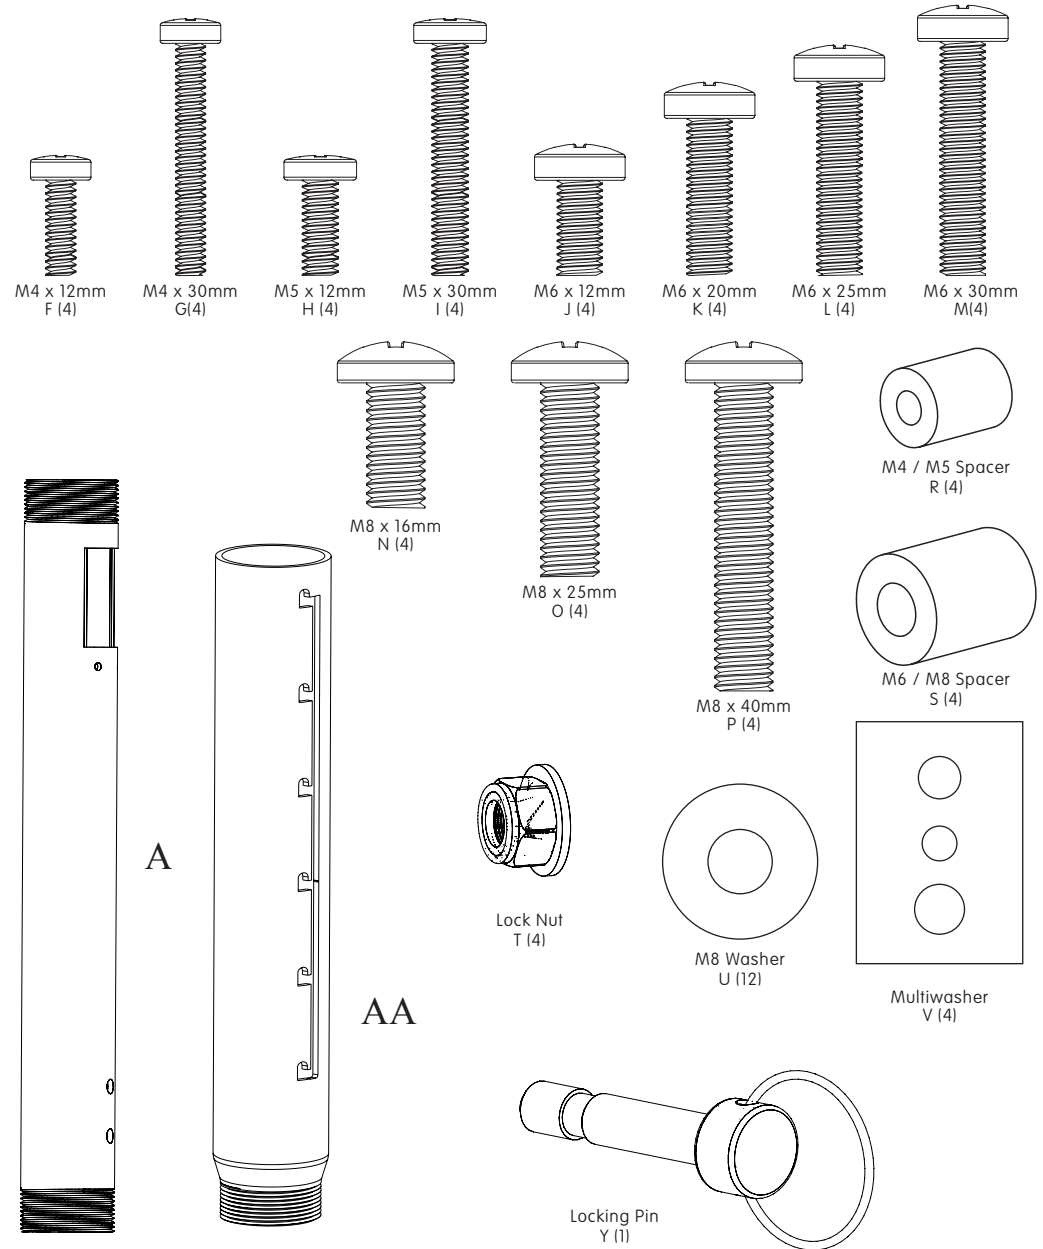 M4 x 12mm
F (4)
M4 x 30mm
G(4)
M5 x 12mm
H (4)
M5 x 30mm
I (4)
M6 x 12mm
J (4)
M6 x 20mm
K (4)
M6 x 25mm
L (4)
M6 x 30mm
M(4)
M8 x 16mm
N (4)
M8 x 25mm
O (4)
M8 x 40mm
P (4)
M4 / M5 Spacer
R (4)
M6 / M8 Spacer
S (4)
A
AA
Lock Nut
T (4)
M8 Washer
U (12)
Multiwasher
V (4)
Locking Pin
Y (1)